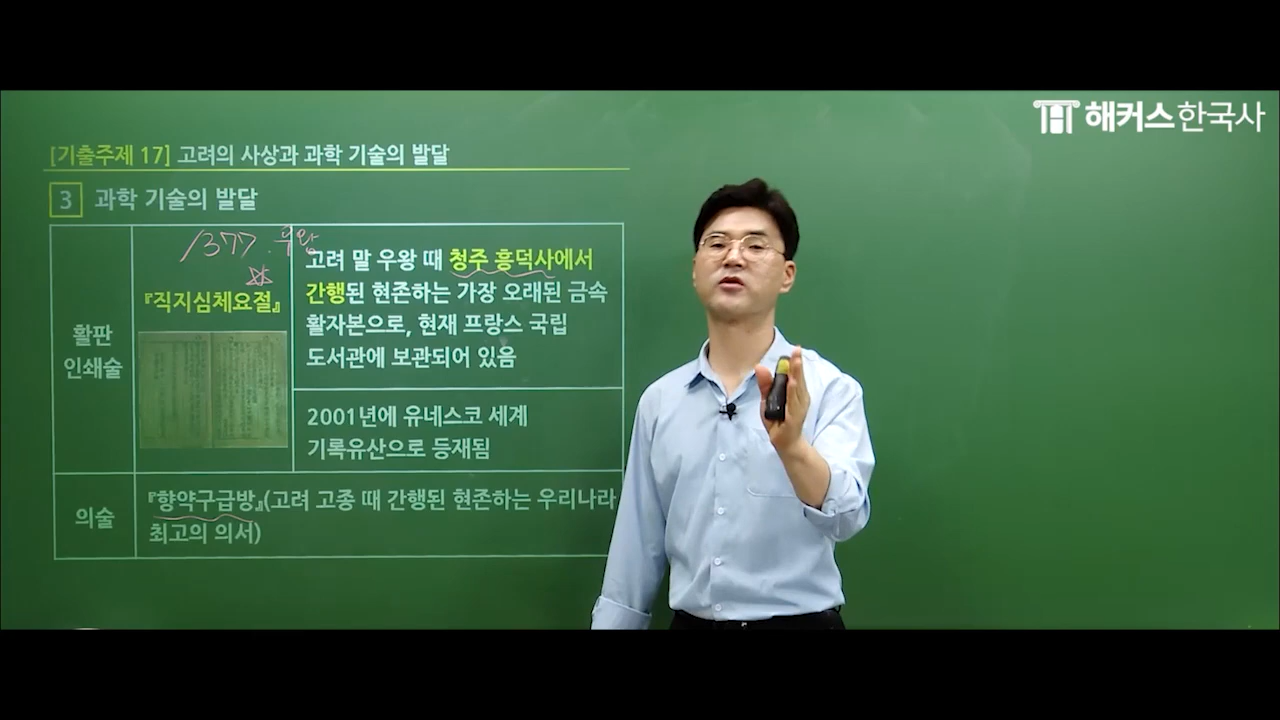 해커스한국사
[기출주제 17] 고려의 사상과 과학 기술의 발달
3 과학 기술의 발달
활판
인쇄술
1377. 우왕
『직지심체요절』
고려 말 우왕 때 청주 흥덕사에서
간행된 현존하는 가장 오래된 금속
활자본으로, 현재 프랑스 국립
도서관에 보관되어 있음
2001년에 유네스코 세계
기록유산으로 등재됨
의술
『향약구급방』(고려 고종 때 간행된 현존하는 우리나라
최고의 의서)